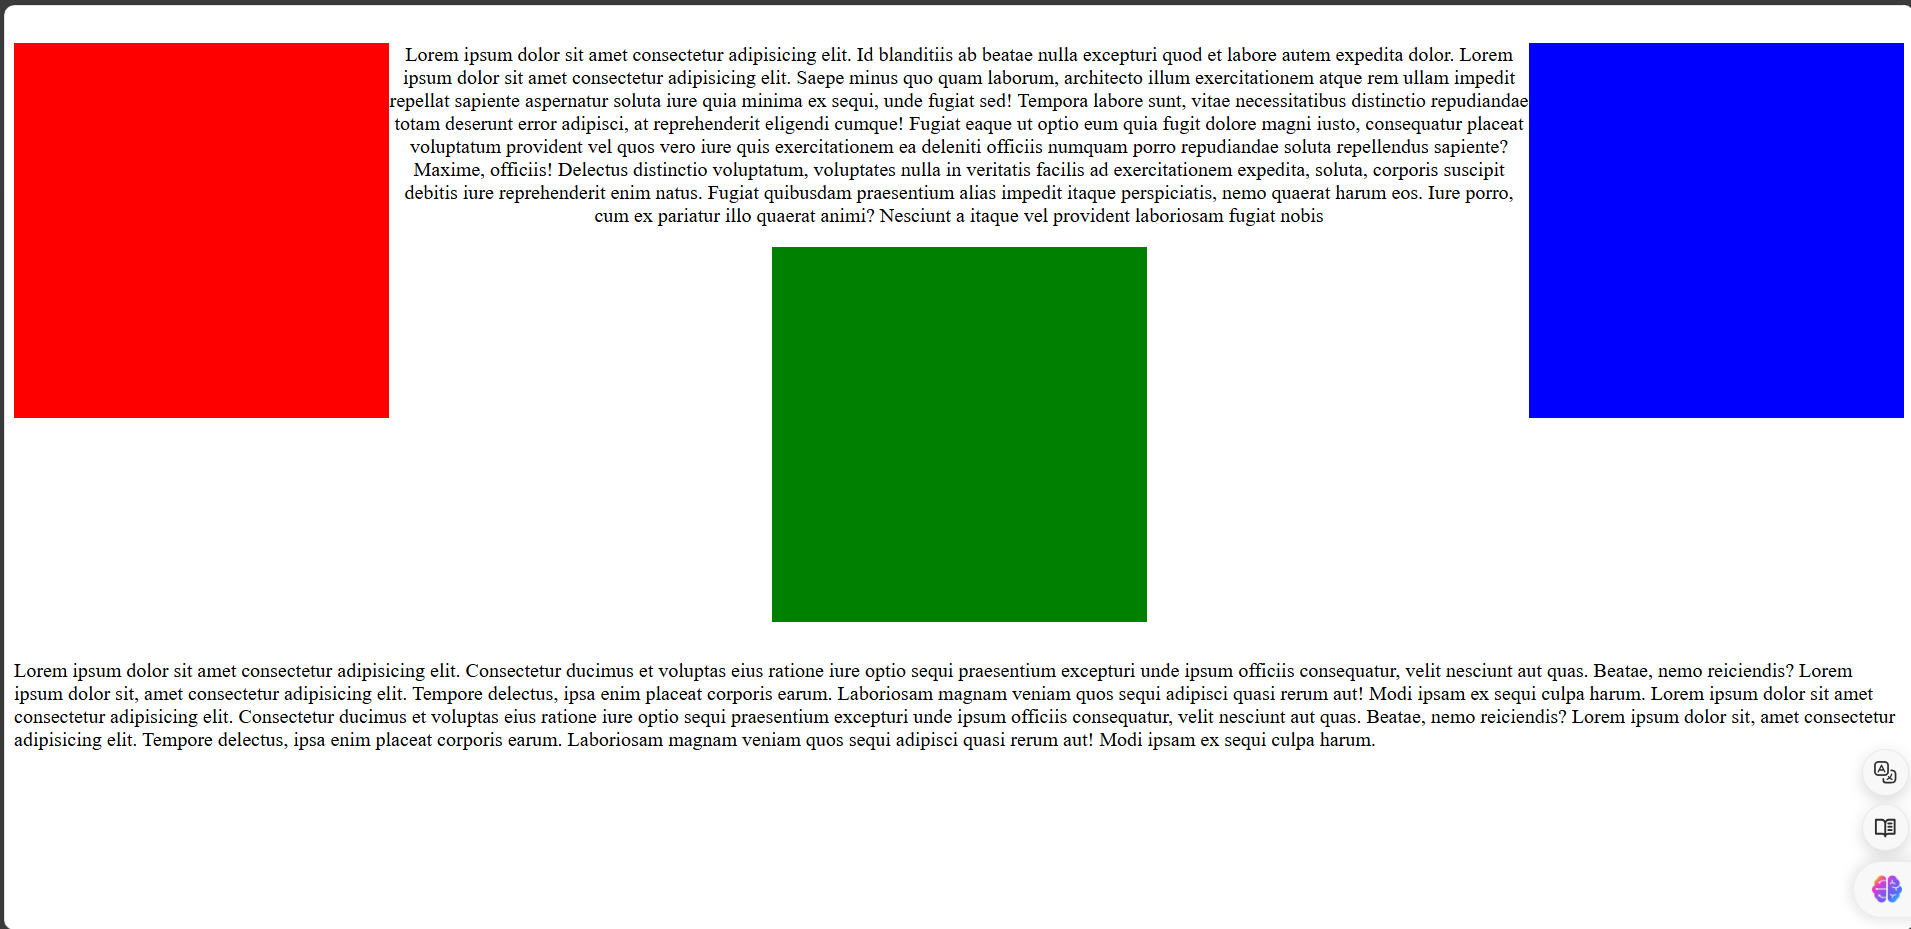 Lorem ipsum dolor sit amet consectetur adipisicing elit. Id blanditiis ab beatae nulla excepturi quod et labore autem expedita dolor. Lorem
ipsum dolor sit amet consectetur adipisicing elit. Saepe minus quo quam laborum, architecto illum exercitationem atque rem ullam impedit
repellat sapiente aspernatur soluta iure quia minima ex sequi, unde fugiat sed! Tempora labore sunt, vitae necessitatibus distinctio repudiandae
totam deserunt error adipisci, at reprehenderit eligendi cumque! Fugiat eaque ut optio eum quia fugit dolore magni iusto, consequatur placeat
voluptatum provident vel quos vero iure quis exercitationem ea deleniti officiis numquam porro repudiandae soluta repellendus sapiente?
Maxime, officiis! Delectus distinctio voluptatum, voluptates nulla in veritatis facilis ad exercitationem expedita, soluta, corporis suscipit
debitis iure reprehenderit enim natus. Fugiat quibusdam praesentium alias impedit itaque perspiciatis, nemo quaerat harum eos. Iure porro,
cum ex pariatur illo quaerat animi? Nesciunt a itaque vel provident laboriosam fugiat nobis
Lorem ipsum dolor sit amet consectetur adipisicing elit. Consectetur ducimus et voluptas eius ratione iure optio sequi praesentium excepturi unde ipsum officiis consequatur, velit nesciunt aut quas. Beatae, nemo reiciendis? Lorem
ipsum dolor sit, amet consectetur adipisicing elit. Tempore delectus, ipsa enim placeat corporis earum. Laboriosam magnam veniam quos sequi adipisci quasi rerum aut! Modi ipsam ex sequi culpa harum. Lorem ipsum dolor sit amet
consectetur adipisicing elit. Consectetur ducimus et voluptas eius ratione iure optio sequi praesentium excepturi unde ipsum officiis consequatur, velit nesciunt aut quas. Beatae, nemo reiciendis? Lorem ipsum dolor sit, amet consectetur
adipisicing elit. Tempore delectus, ipsa enim placeat corporis earum. Laboriosam magnam veniam quos sequi adipisci quasi rerum aut! Modi ipsam ex sequi culpa harum.